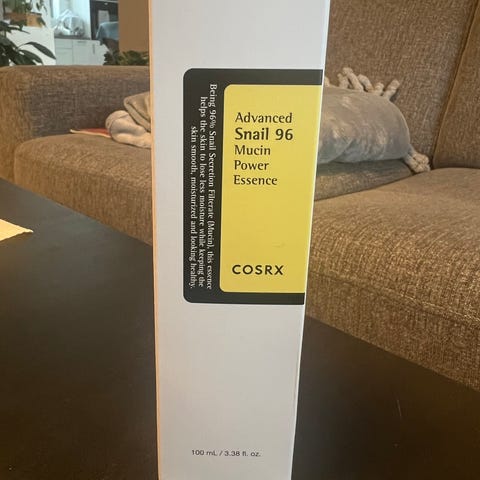 Advanced
Snail 96
Mucin
Power
Essence
COSRX
Being 96% Snail Secretion Filterate (Mucin), this essence
helps the skin to lose less moisture while keeping the
skin smooth, moisturized and looking healthy.
100 mL / 3.38 fl. oz.